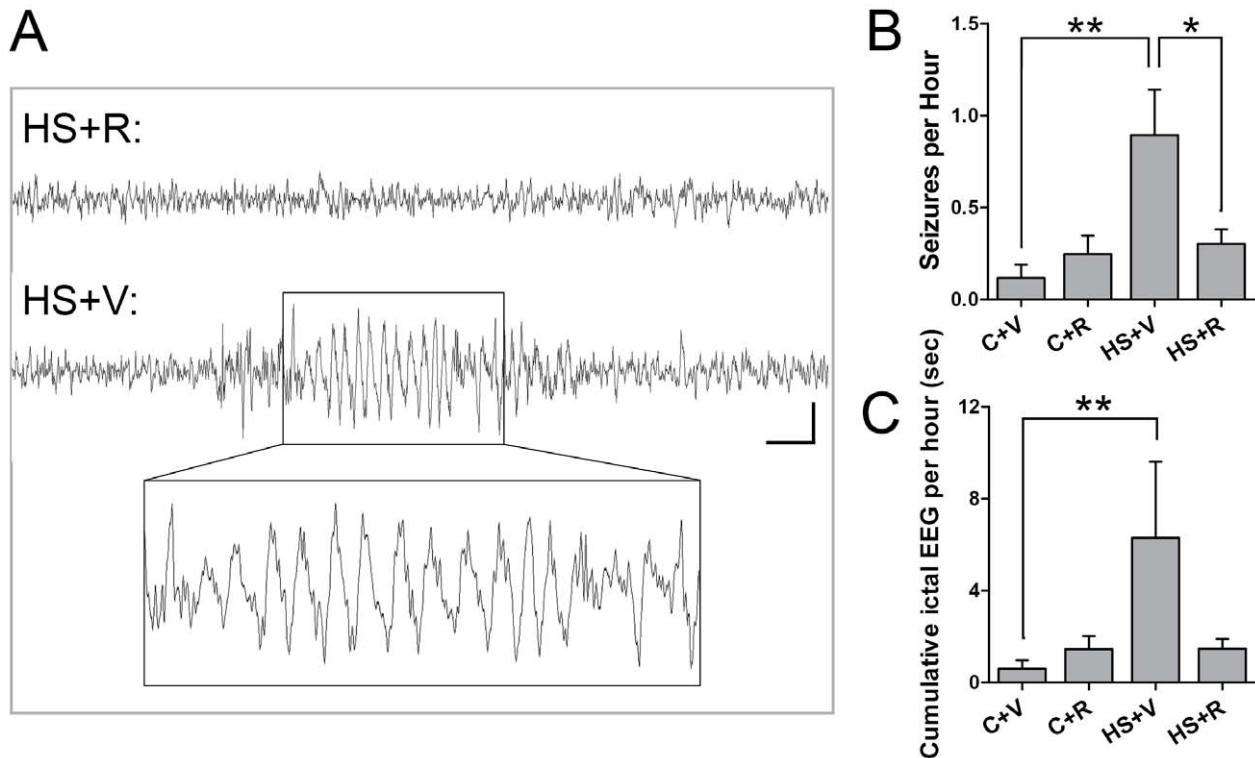 A
HS+R:
HS+V:
B
Seizures per Hour
1.5
1.0
0.5
0.0
**
*
C+V
C+R
HS+V
HS+R
C
Cumulative ictal EEG per hour (sec)
12
8
4
0
**
C+V
C+R
HS+V
HS+R